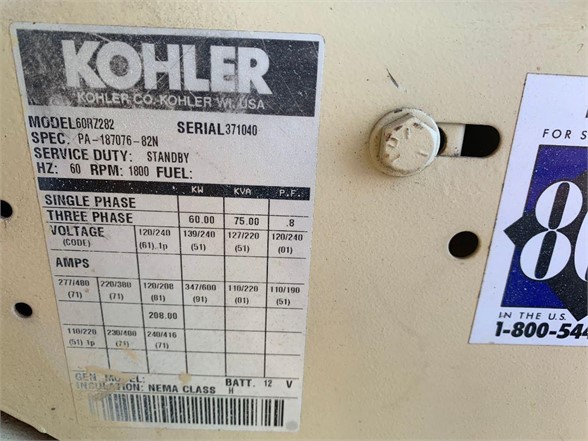 KOHLER
KOHLER CO. KOHLER WI. USA
MODEL 60RZ282 SERIAL 371040
SPEC. PA-187076-82N
SERVICE DUTY: STANDBY
HZ: 60 RPM: 1800 FUEL:
KW KVA P.F.
SINGLE PHASE
THREE PHASE 60.00 75.00 .8
VOLTAGE 120/240 139/240 127/220 120/240
(CODE) (61).1p (51) (51) (01)
AMPS
277/480 220/380 120/208 347/600 110/220 110/190
(71) (71) (81) (91) (01) (51)
208.00
110/220 230/400 240/416
(51) 1p (71) (71)
GEN MODEL: BATT. 12 V
INSULATION: NEMA CLASS H
FOR S
IN THE U.S.
1-800-544